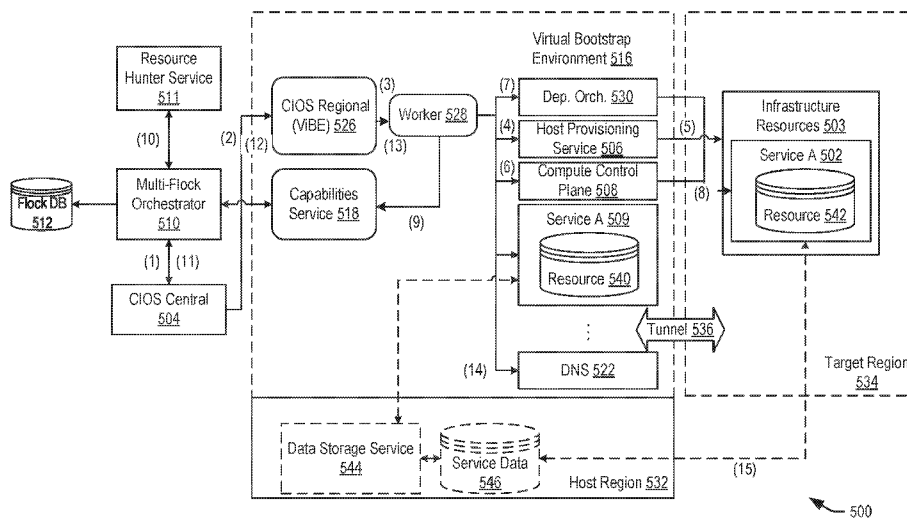 Resource
Hunter Service
511
(10)
Flock DB
512
Multi-Flock
Orchestrator
510
(1)
(11)
CIOS Central
504
(2)
(12)
Virtual Bootstrap
Environment 516
CIOS Regional
(ViBE) 526
(3)
(13)
Worker 528
Capabilities
Service 518
(9)
(7)
Dep. Orch. 530
(4)
Host Provisioning
Service 506
(5)
(6)
Compute Control
Plane 508
(8)
Service A 509
Resource 540
Infrastructure
Resources 503
Service A 502
Resource 542
Tunnel 536
(14)
DNS 522
Target Region
534
Data Storage Service
544
Service Data
546
Host Region 532
(15)
500